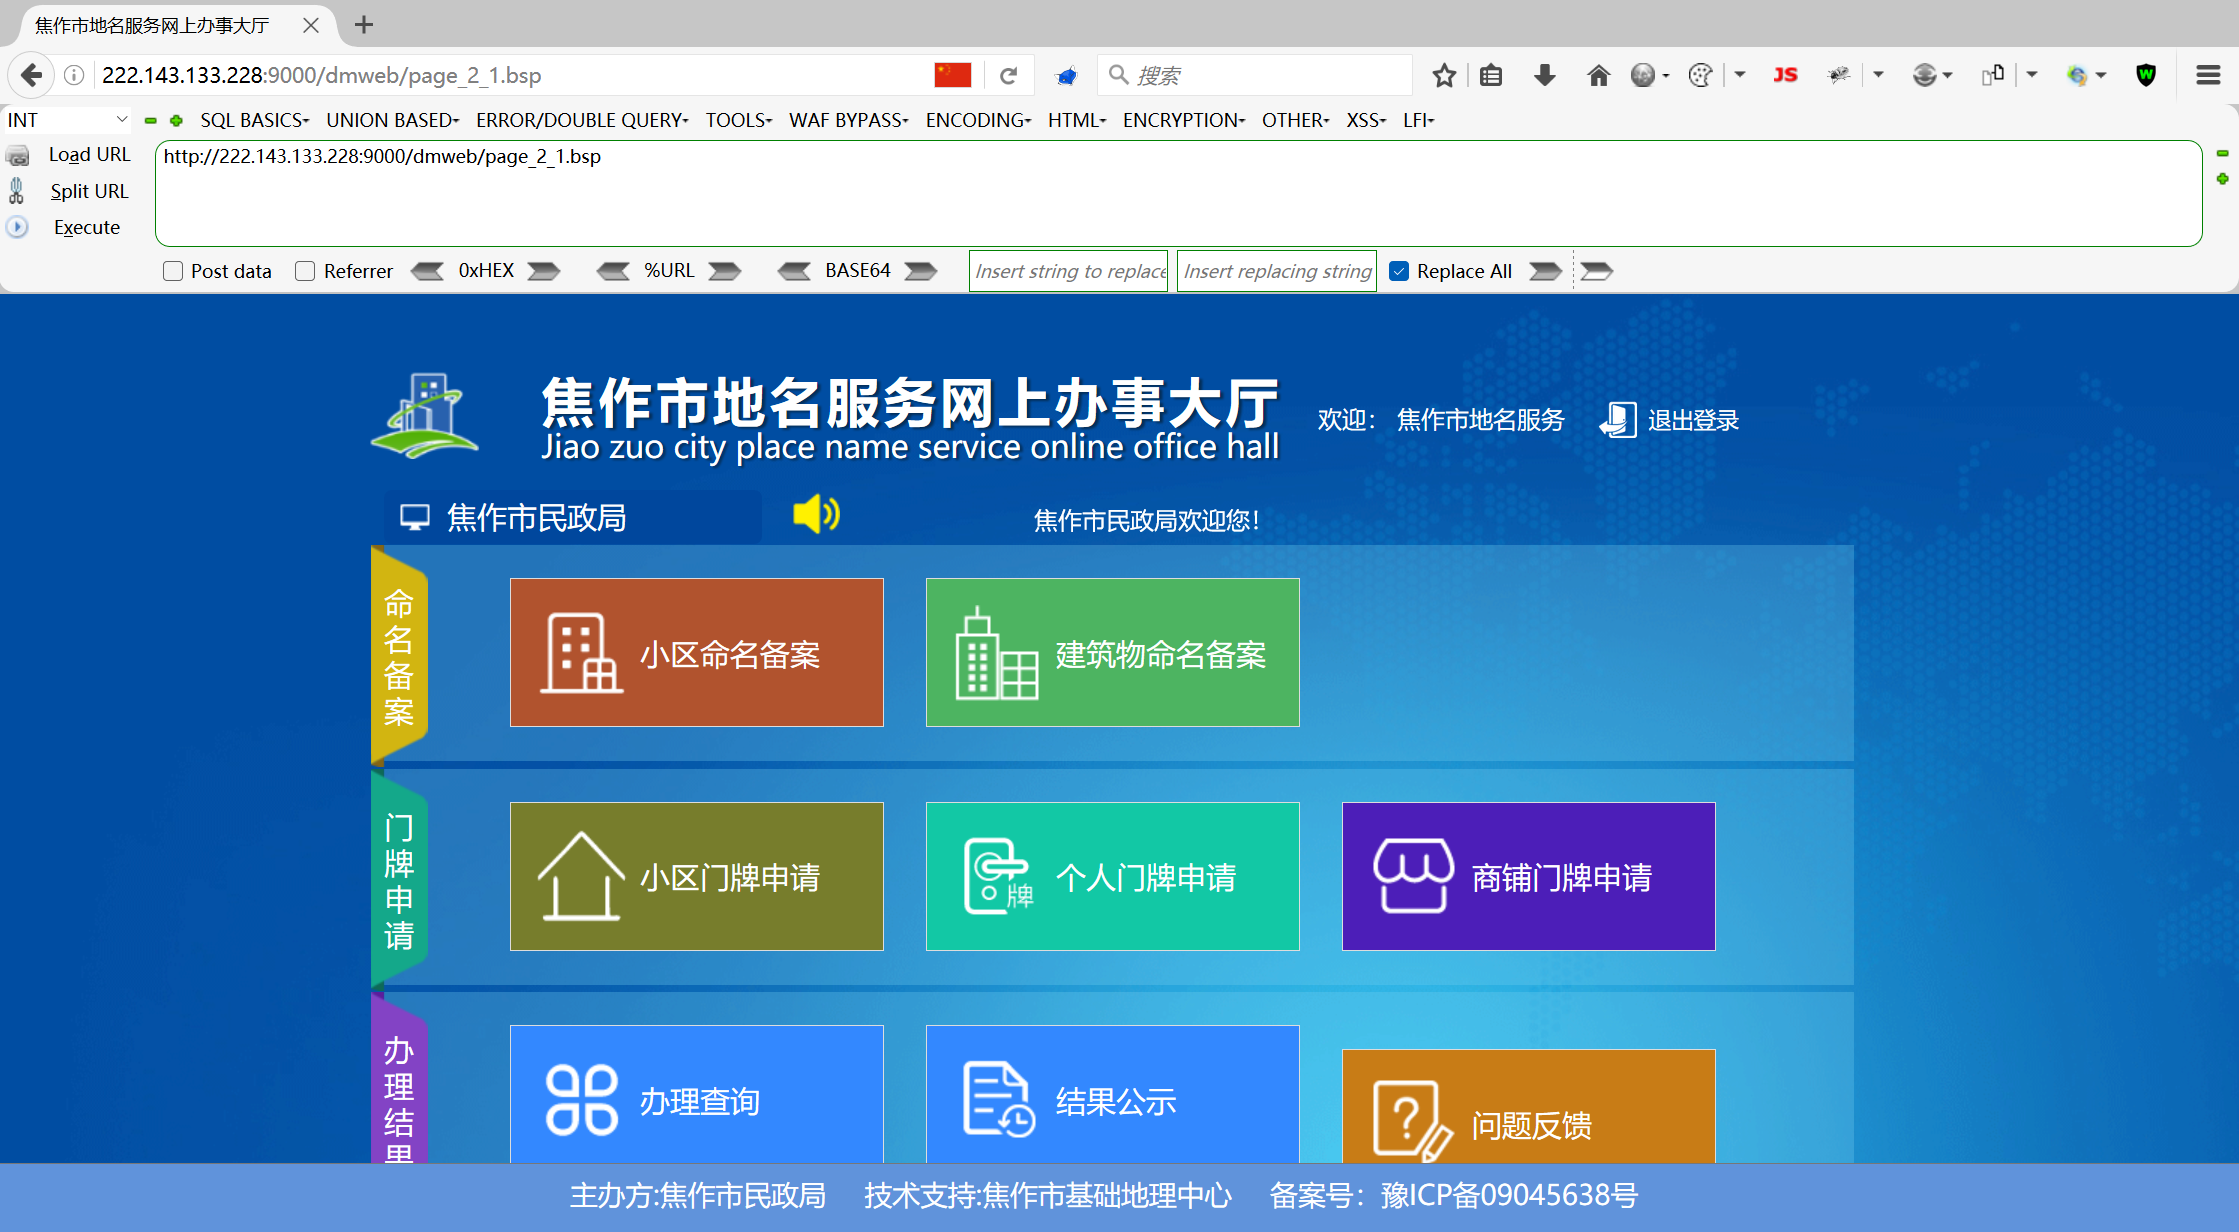 焦作市地名服务网上办事大厅
222.143.133.228:9000/dmweb/page_2_1.bsp
搜索
JS
INT
SQL BASICS
UNION BASED
ERROR/DOUBLE QUERY
TOOLS
WAF BYPASS
ENCODING
HTML
ENCRYPTION
OTHER
XSS
LFI
Load URL
Split URL
Execute
http://222.143.133.228:9000/dmweb/page_2_1.bsp
Post data
Referrer
0xHEX
%URL
BASE64
Insert string to replace
Insert replacing string
Replace All
焦作市地名服务网上办事大厅
Jiao zuo city place name service online office hall
欢迎： 焦作市地名服务
退出登录
焦作市民政局
焦作市民政局欢迎您！
命名备案
小区命名备案
建筑物命名备案
门牌申请
小区门牌申请
牌
个人门牌申请
商铺门牌申请
办理结果
办理查询
结果公示
问题反馈
主办方:焦作市民政局 技术支持:焦作市基础地理中心 备案号：豫ICP备09045638号